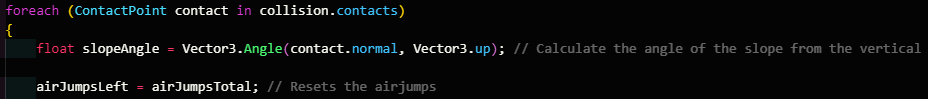 foreach (ContactPoint contact in collision.contacts)
{
float slopeAngle = Vector3.Angle(contact.normal, Vector3.up); // Calculate the angle of the slope from the vertical
airJumpsLeft = airJumpsTotal; // Resets the airjumps